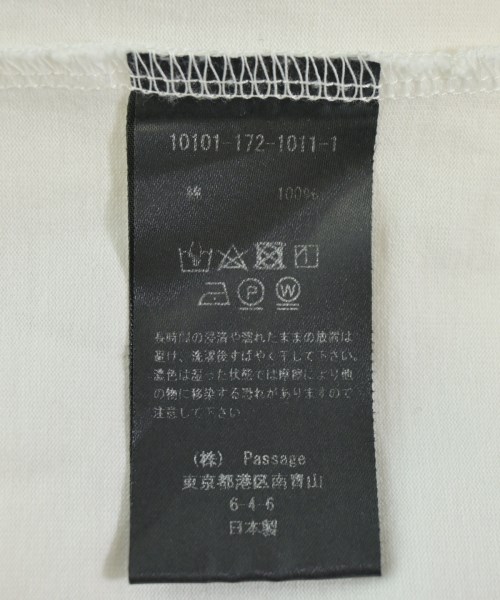 10101-172-1011-1
綿 100%
P W
長時間の浸漬や濡れたままの放置は
避け、洗濯後すばやく干して下さい。
濃色は湿った状態では摩擦により他
の物に移染する恐れがありますので
注意して下さい
(株) Passage
東京都港区南青山
6-4-6
日本製